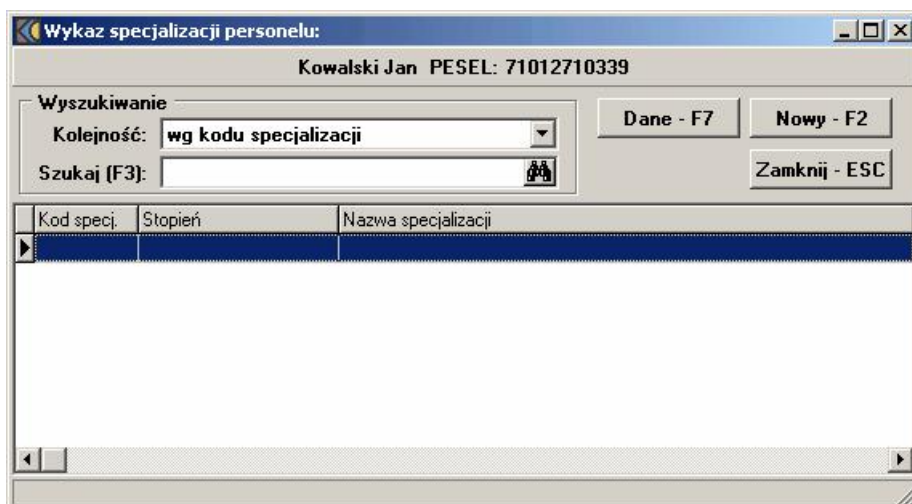 Wykaz specjalizacji personelu:
Kowalski Jan PESEL: 71012710339
Wyszukiwanie
Kolejność: wg kodu specjalizacji
Dane - F7 Nowy - F2
Szukaj (F3):
Zamknij - ESC
Kod specj. Stopień Nazwa specjalizacji